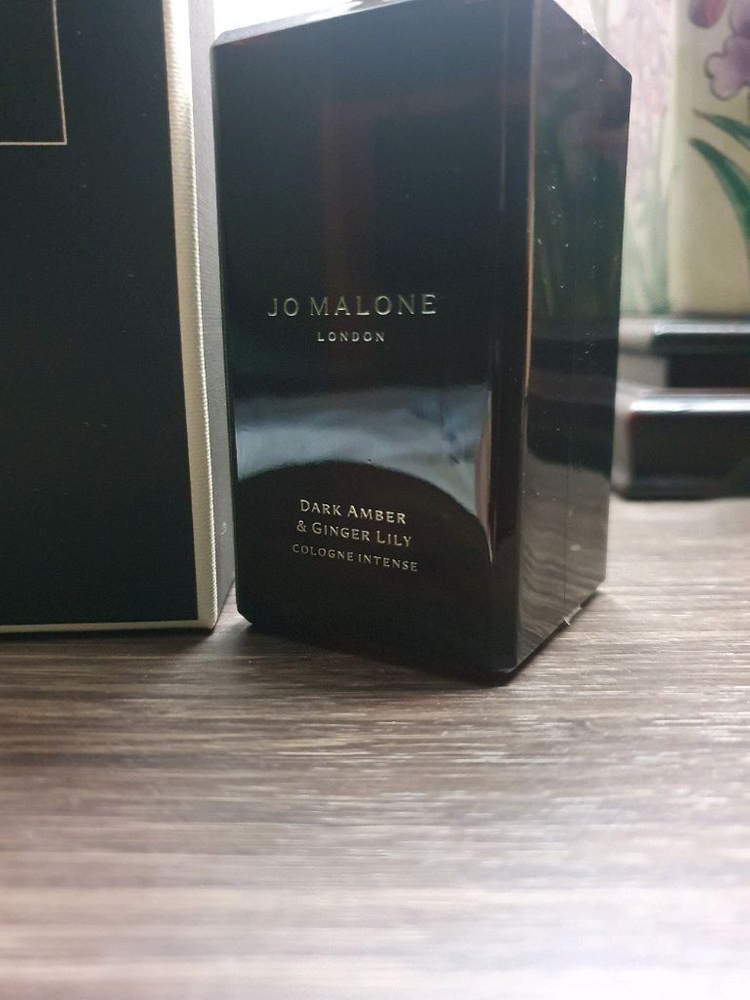 JO MALONE
LONDON
DARK AMBER
& GINGER LILY
COLOGNE INTENSE